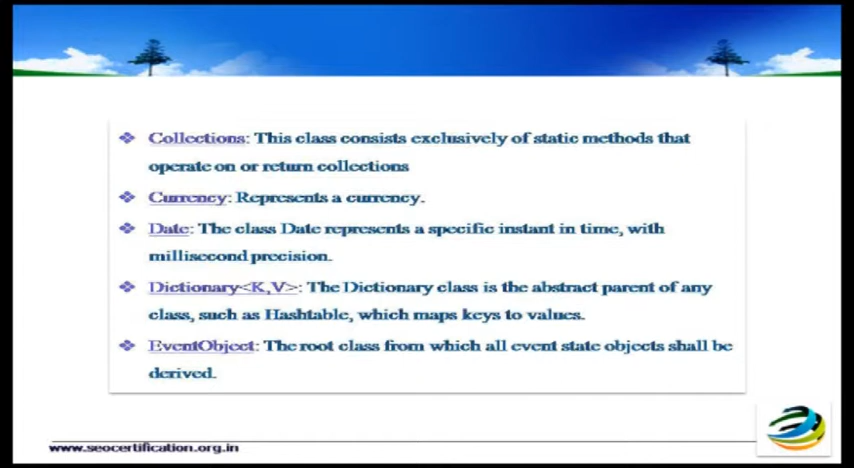 Collections: This class consists exclusively of static methods that
operate on or return collections
Currency: Represents a currency.
Date: The class Date represents a specific instant in time, with
millisecond precision.
Dictionary<K,V>: The Dictionary class is the abstract parent of any
class, such as Hashtable, which maps keys to values.
EventObject: The root class from which all event state objects shall be
derived.
www.seocertification.org.in